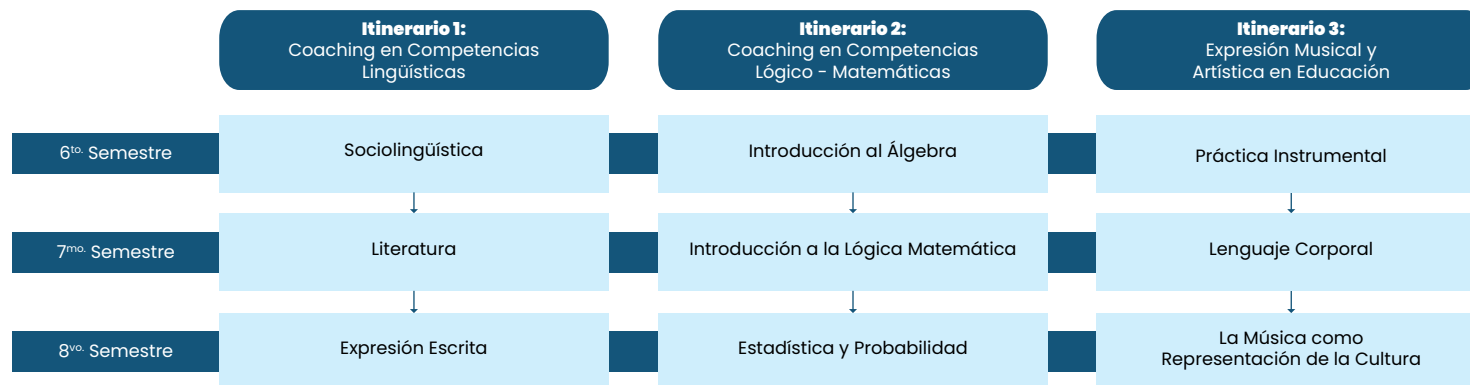 Itinerario 1:
Coaching en Competencias
Lingüísticas
Itinerario 2:
Coaching en Competencias
Lógico - Matemáticas
Itinerario 3:
Expresión Musical y
Artística en Educación
6to. Semestre
Sociolingüística
Introducción al Álgebra
Práctica Instrumental
7mo. Semestre
Literatura
Introducción a la Lógica Matemática
Lenguaje Corporal
8vo. Semestre
Expresión Escrita
Estadística y Probabilidad
La Música como
Representación de la Cultura